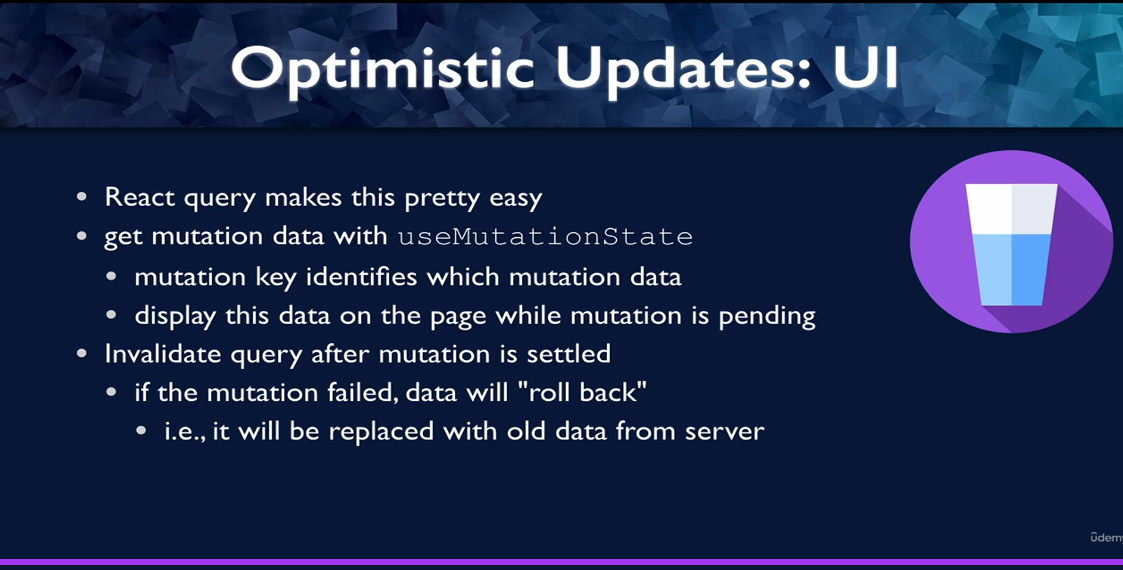 Optimistic Updates: UI
• React query makes this pretty easy
• get mutation data with useMutationState
• mutation key identifies which mutation data
• display this data on the page while mutation is pending
• Invalidate query after mutation is settled
• if the mutation failed, data will "roll back"
• i.e., it will be replaced with old data from server
ûdemy